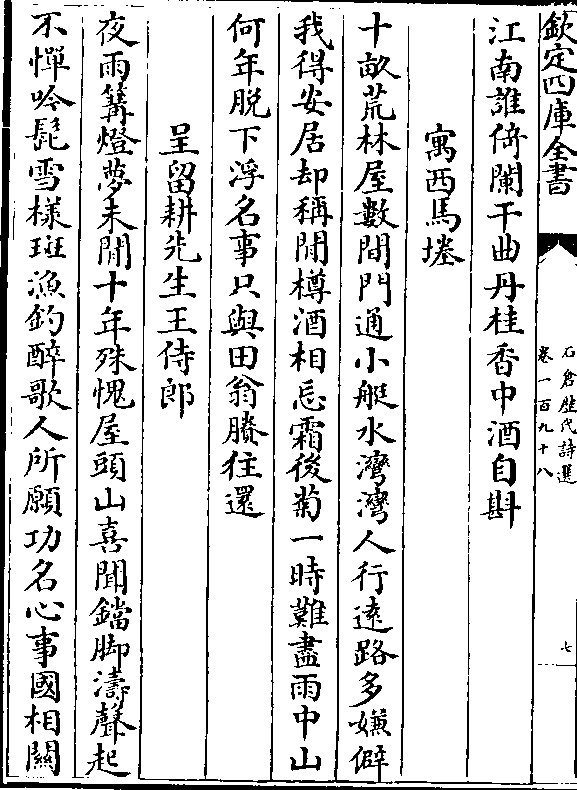 欽定四庫全書
石倉歷代詩選
卷一百九十八
七
江南誰倚闌干曲丹桂香中酒自斟
寓西馬塍
十畝荒林屋數間門通小艇水灣灣人行遠路多嫌僻
我得安居却稱閒樽酒相忘霜後菊一時難盡雨中山
何年脱下浮名事只與田翁賸往還
呈留耕先生王侍郎
夜雨篝燈夢未閒十年殊愧屋頭山喜聞鐺脚濤聲起
不憚吟髭雪樣斑漁釣醉歌人所願功名心事國相關